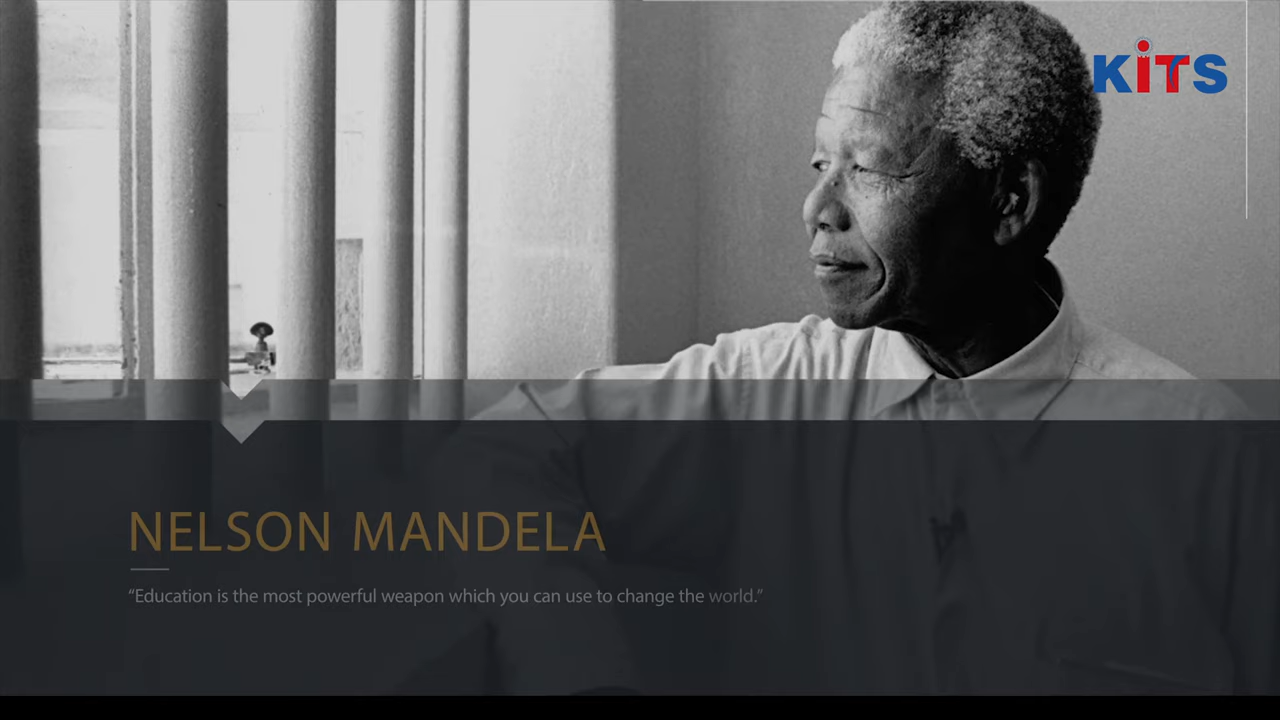 KiTS
NELSON MANDELA
“Education is the most powerful weapon which you can use to change the world.”